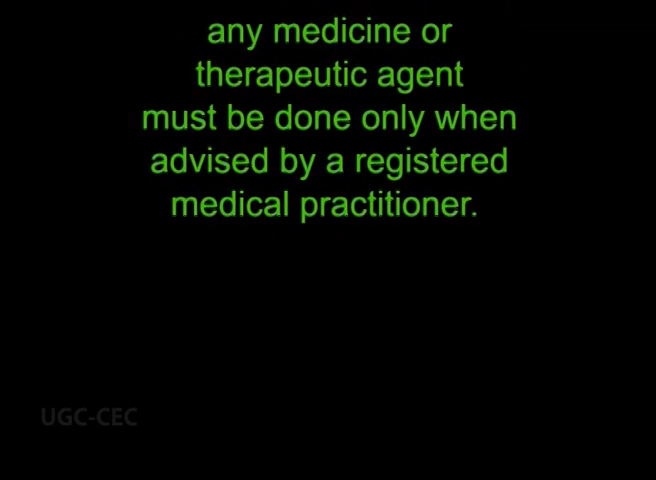 any medicine or
therapeutic agent
must be done only when
advised by a registered
medical practitioner.
UGC-CEC